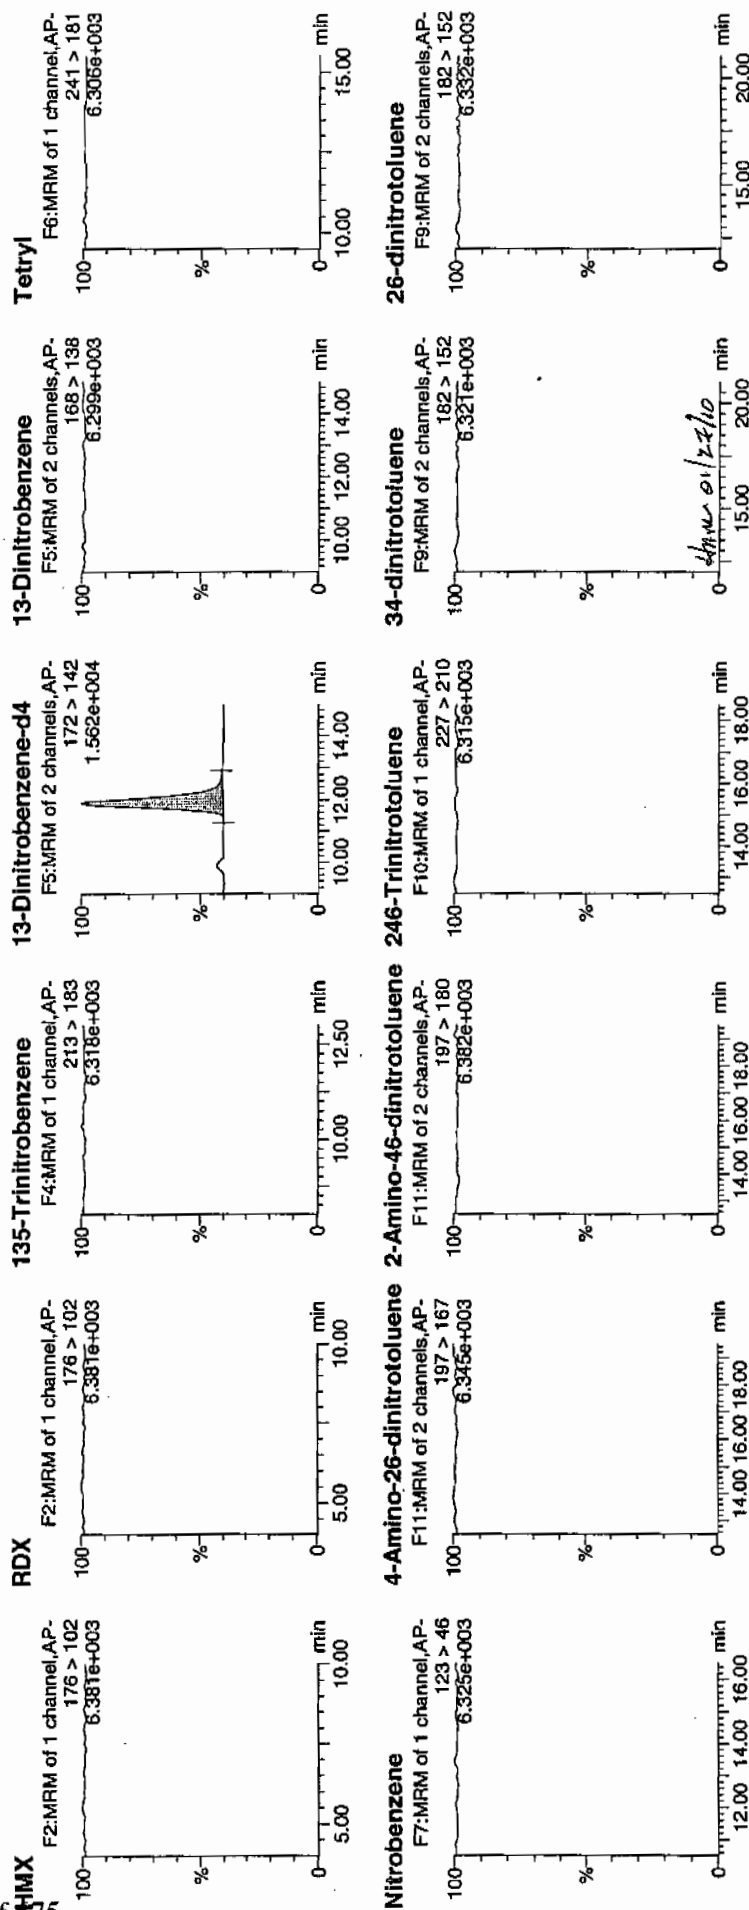 HMX
F2:MRM of 1 channel,AP-
176 > 102
6.381e+003
100
%
0
5.00
10.00
min
RDX
F2:MRM of 1 channel,AP-
176 > 102
6.381e+003
100
%
0
5.00
10.00
min
135-Trinitrobenzene
F4:MRM of 1 channel,AP-
213 > 183
6.318e+003
100
%
0
10.00
12.50
min
13-Dinitrobenzene-d4
F5:MRM of 2 channels,AP-
172 > 142
1.562e+004
100
%
0
10.00
12.00
14.00
min
13-Dinitrobenzene
F5:MRM of 2 channels,AP-
168 > 138
6.299e+003
100
%
0
10.00
12.00
14.00
min
Tetryl
F6:MRM of 1 channel,AP-
241 > 181
6.306e+003
100
%
0
10.00
15.00
min
Nitrobenzene
F7:MRM of 1 channel,AP-
123 > 46
6.325e+003
100
%
0
12.00
14.00
16.00
min
4-Amino-26-dinitrotoluene
F11:MRM of 2 channels,AP-
197 > 167
6.345e+003
100
%
0
14.00
16.00
18.00
min
2-Amino-46-dinitrotoluene
F11:MRM of 2 channels,AP-
197 > 180
6.382e+003
100
%
0
14.00
16.00
18.00
min
246-Trinitrotoluene
F10:MRM of 1 channel,AP-
227 > 210
6.315e+003
100
%
0
14.00
16.00
18.00
min
34-dinitrotoluene
F9:MRM of 2 channels,AP-
182 > 152
6.321e+003
100
%
0
15.00
20.00
min
26-dinitrotoluene
F9:MRM of 2 channels,AP-
182 > 152
6.332e+003
100
%
0
15.00
20.00
min